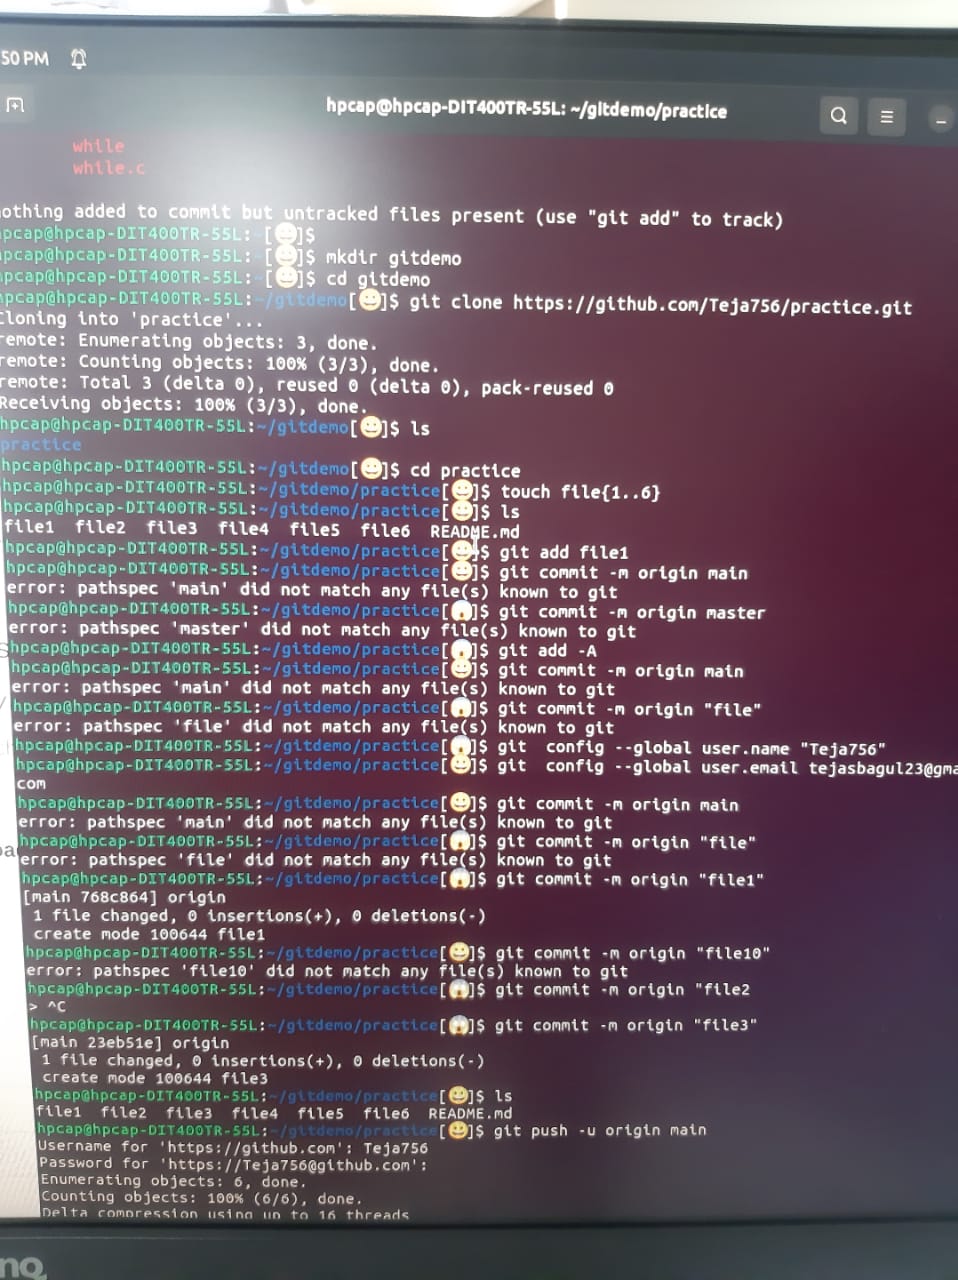 50 PM
hpcap@hpcap-DIT400TR-55L: ~/gitdemo/practice
while
while.c
nothing added to commit but untracked files present (use "git add" to track)
hpcap@hpcap-DIT400TR-55L:~[😀]$
hpcap@hpcap-DIT400TR-55L:~[😀]$ mkdir gitdemo
hpcap@hpcap-DIT400TR-55L:~[😀]$ cd gitdemo
hpcap@hpcap-DIT400TR-55L:~/gitdemo[😀]$ git clone https://github.com/Teja756/practice.git
Cloning into 'practice'...
remote: Enumerating objects: 3, done.
remote: Counting objects: 100% (3/3), done.
remote: Total 3 (delta 0), reused 0 (delta 0), pack-reused 0
Receiving objects: 100% (3/3), done.
hpcap@hpcap-DIT400TR-55L:~/gitdemo[😀]$ ls
practice
hpcap@hpcap-DIT400TR-55L:~/gitdemo[😀]$ cd practice
hpcap@hpcap-DIT400TR-55L:~/gitdemo/practice[😀]$ touch file{1..6}
hpcap@hpcap-DIT400TR-55L:~/gitdemo/practice[😀]$ ls
file1 file2 file3 file4 file5 file6 README.md
hpcap@hpcap-DIT400TR-55L:~/gitdemo/practice[😀]$ git add file1
hpcap@hpcap-DIT400TR-55L:~/gitdemo/practice[😀]$ git commit -m origin main
error: pathspec 'main' did not match any file(s) known to git
hpcap@hpcap-DIT400TR-55L:~/gitdemo/practice[😱]$ git commit -m origin master
error: pathspec 'master' did not match any file(s) known to git
hpcap@hpcap-DIT400TR-55L:~/gitdemo/practice[😱]$ git add -A
hpcap@hpcap-DIT400TR-55L:~/gitdemo/practice[😀]$ git commit -m origin main
error: pathspec 'main' did not match any file(s) known to git
hpcap@hpcap-DIT400TR-55L:~/gitdemo/practice[😱]$ git commit -m origin "file"
error: pathspec 'file' did not match any file(s) known to git
hpcap@hpcap-DIT400TR-55L:~/gitdemo/practice[😱]$ git config --global user.name "Teja756"
hpcap@hpcap-DIT400TR-55L:~/gitdemo/practice[😀]$ git config --global user.email tejasbagul23@gma
com
hpcap@hpcap-DIT400TR-55L:~/gitdemo/practice[😀]$ git commit -m origin main
error: pathspec 'main' did not match any file(s) known to git
hpcap@hpcap-DIT400TR-55L:~/gitdemo/practice[😱]$ git commit -m origin "file"
error: pathspec 'file' did not match any file(s) known to git
hpcap@hpcap-DIT400TR-55L:~/gitdemo/practice[😱]$ git commit -m origin "file1"
[main 768c864] origin
1 file changed, 0 insertions(+), 0 deletions(-)
create mode 100644 file1
hpcap@hpcap-DIT400TR-55L:~/gitdemo/practice[😀]$ git commit -m origin "file10"
error: pathspec 'file10' did not match any file(s) known to git
hpcap@hpcap-DIT400TR-55L:~/gitdemo/practice[😱]$ git commit -m origin "file2
> ^C
hpcap@hpcap-DIT400TR-55L:~/gitdemo/practice[😱]$ git commit -m origin "file3"
[main 23eb51e] origin
1 file changed, 0 insertions(+), 0 deletions(-)
create mode 100644 file3
hpcap@hpcap-DIT400TR-55L:~/gitdemo/practice[😀]$ ls
file1 file2 file3 file4 file5 file6 README.md
hpcap@hpcap-DIT400TR-55L:~/gitdemo/practice[😀]$ git push -u origin main
Username for 'https://github.com': Teja756
Password for 'https://Teja756@github.com':
Enumerating objects: 6, done.
Counting objects: 100% (6/6), done.
Delta compression using up to 16 threads